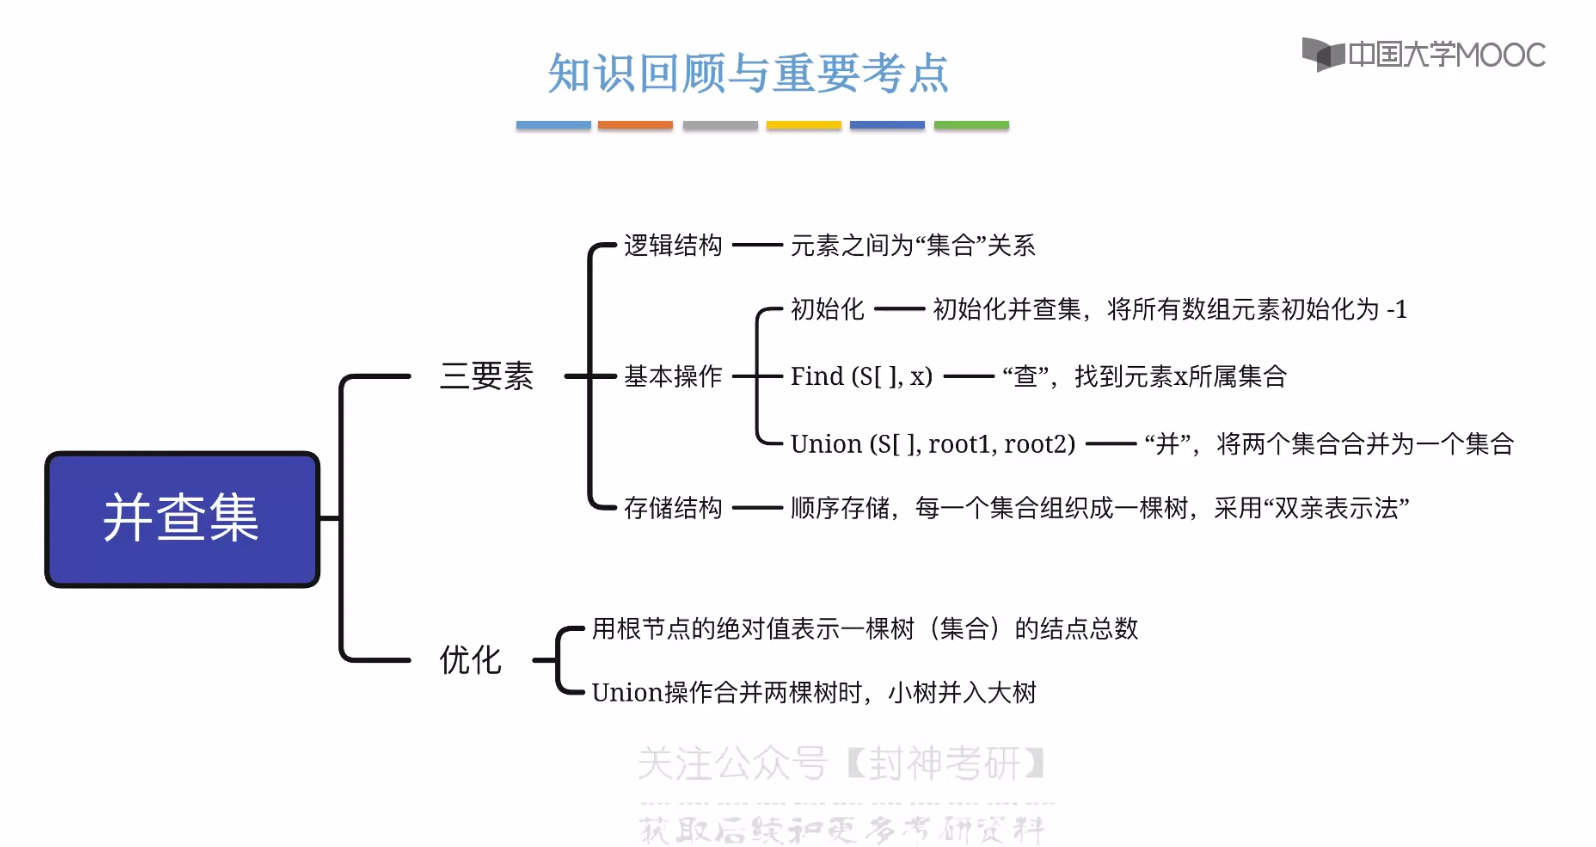 知识回顾与重要考点
中国大学MOOC
逻辑结构
元素之间为“集合”关系
初始化
初始化并查集，将所有数组元素初始化为 -1
三要素
基本操作
Find (S[ ], x)
“查”，找到元素x所属集合
Union (S[ ], root1, root2)
“并”，将两个集合合并为一个集合
并查集
存储结构
顺序存储，每一个集合组织成一棵树，采用“双亲表示法”
优化
用根节点的绝对值表示一棵树（集合）的结点总数
Union操作合并两棵树时，小树并入大树
关注公众号【封神考研】
获取后续和更多考研资料